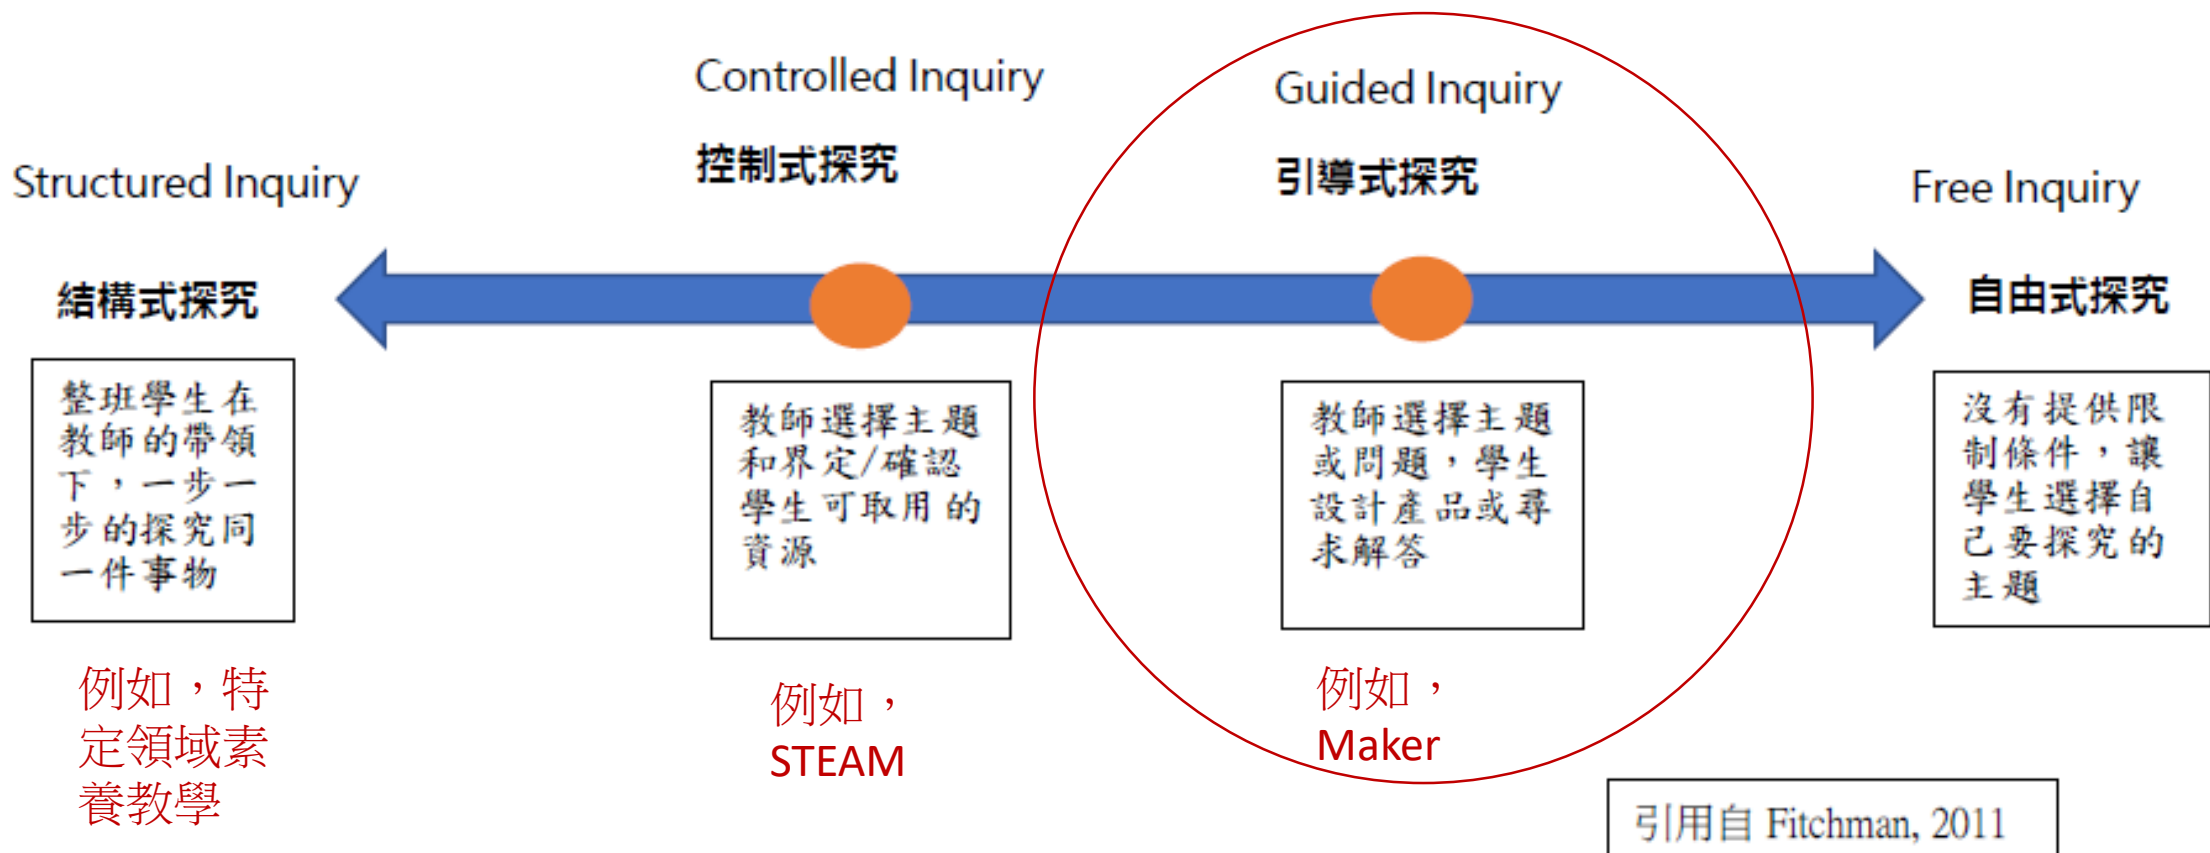 Structured Inquiry
結構式探究
整班學生在
教師的帶領
下，一步一
步的探究同
一件事物
例如，特
定領域素
養教學
Controlled Inquiry
控制式探究
教師選擇主題
和界定/確認
學生可取用的
資源
例如，
STEAM
Guided Inquiry
引導式探究
教師選擇主題
或問題，學生
設計產品或尋
求解答
例如，
Maker
Free Inquiry
自由式探究
沒有提供限
制條件，讓
學生選擇自
己要探究的
主題
引用自 Fitchman, 2011